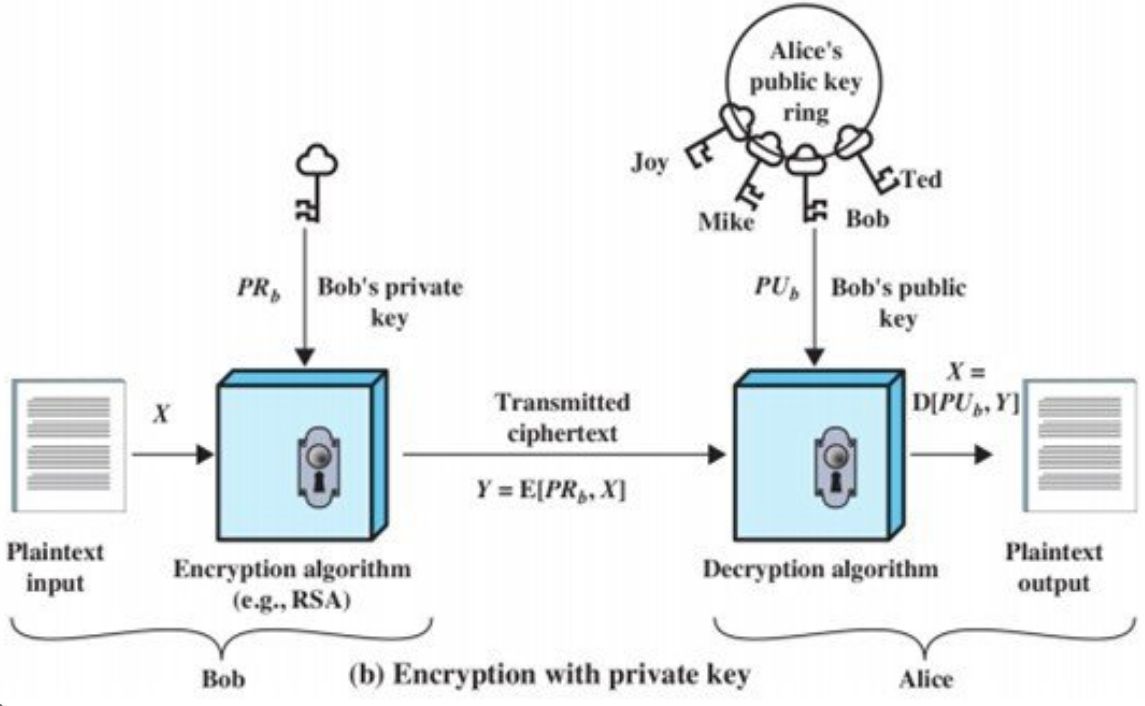 Alice's
public key
ring
Joy
Mike
Bob
Ted
PR_b
Bob's private
key
PU_b
Bob's public
key
X
Transmitted
ciphertext
Y = E[PR_b, X]
X =
D[PU_b, Y]
Plaintext
input
Encryption algorithm
(e.g., RSA)
Decryption algorithm
Plaintext
output
Bob
(b) Encryption with private key
Alice